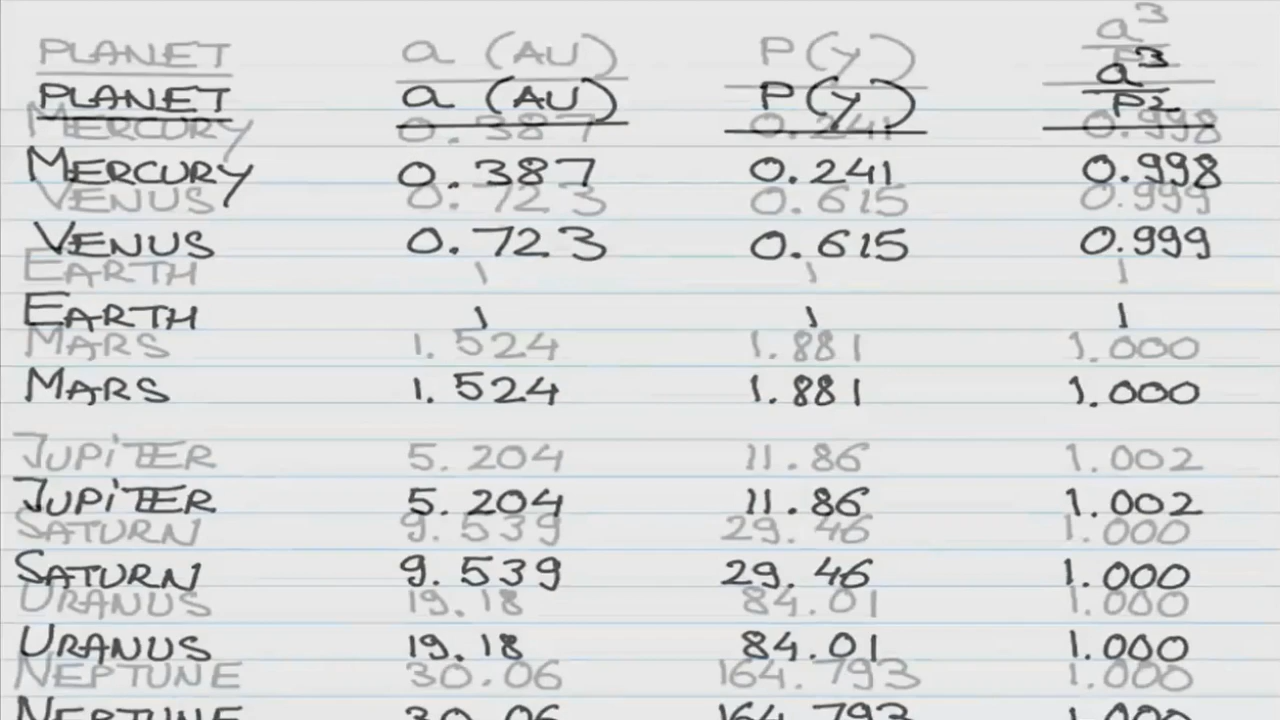 PLANET a (AU) P(y) a³/P²
MERCURY 0.387 0.241 0.998
VENUS 0.723 0.615 0.999
EARTH 1 1 1
MARS 1.524 1.881 1.000
JUPITER 5.204 11.86 1.002
SATURN 9.539 29.46 1.000
URANUS 19.18 84.01 1.000
NEPTUNE 30.06 164.793 1.000